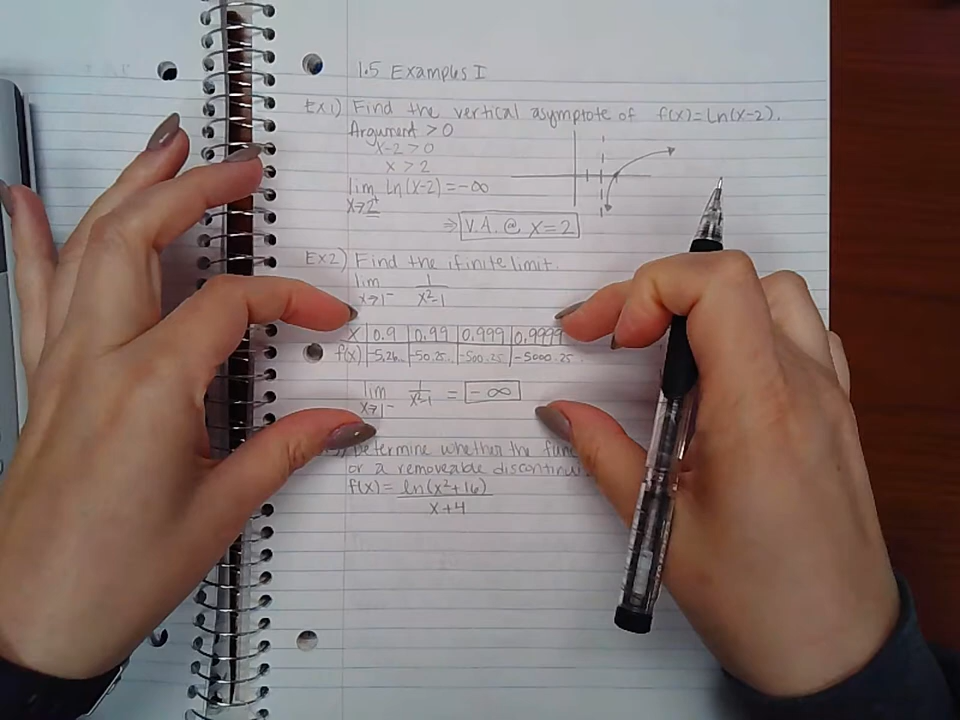 1.5 Examples I
Ex1) Find the vertical asymptote of f(x)=ln(x-2).
Argument > 0
x-2 > 0
x > 2
lim ln(x-2) = -∞
x→2⁺
⇒ V.A. @ x = 2
Ex2) Find the ifinite limit.
lim 1/(x²-1)
x→1⁻
x 0.9 0.99 0.999 0.9999
f(x) -5.26.. -50.25.. -500.25 -5000.25..
lim 1/(x²-1) = -∞
x→1⁻
Determine whether the
or a removeable
f(x) = ln(x²+16)
x+4